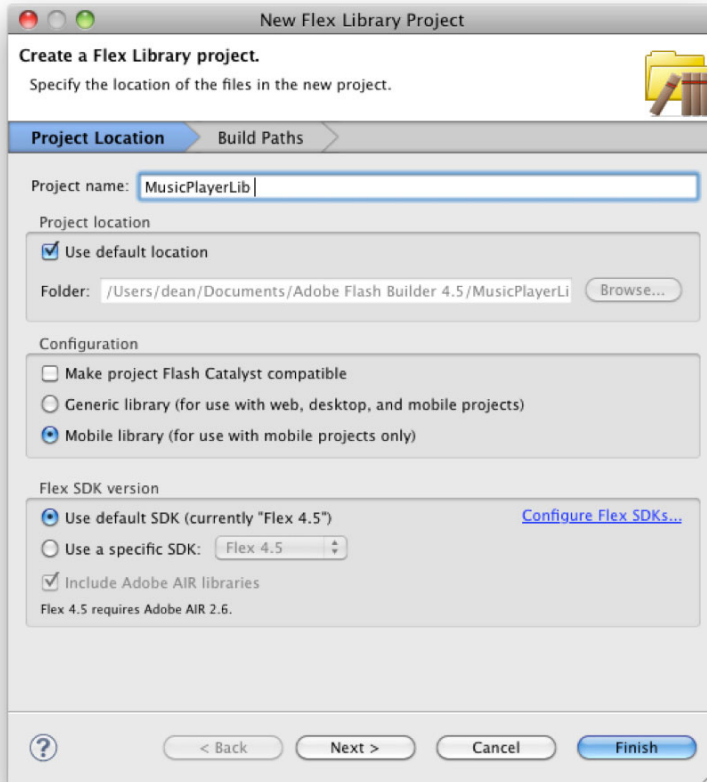 New Flex Library Project
Create a Flex Library project.
Specify the location of the files in the new project.
Project Location Build Paths
Project name: MusicPlayerLib
Project location
Use default location
Folder: /Users/dean/Documents/Adobe Flash Builder 4.5/MusicPlayerLi Browse...
Configuration
Make project Flash Catalyst compatible
Generic library (for use with web, desktop, and mobile projects)
Mobile library (for use with mobile projects only)
Flex SDK version
Use default SDK (currently "Flex 4.5") Configure Flex SDKs...
Use a specific SDK: Flex 4.5
Include Adobe AIR libraries
Flex 4.5 requires Adobe AIR 2.6.
? < Back Next > Cancel Finish